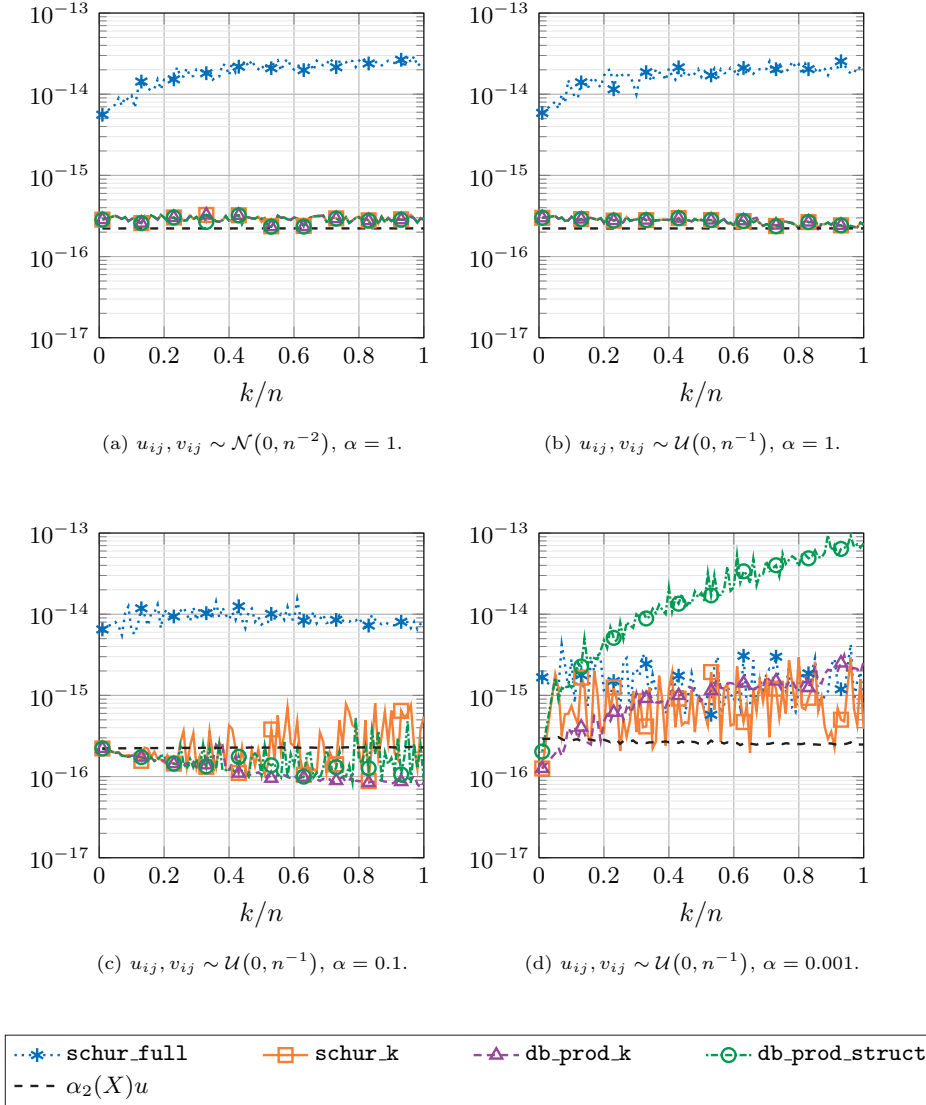 10^{-13} 10^{-13}
10^{-14} 10^{-14}
10^{-15} 10^{-15}
10^{-16} 10^{-16}
10^{-17} 10^{-17}
0 0.2 0.4 0.6 0.8 1 0 0.2 0.4 0.6 0.8 1
k/n k/n
(a) u_{ij}, v_{ij} ∼ 𝒩(0, n^{-2}), α = 1. (b) u_{ij}, v_{ij} ∼ 𝒰(0, n^{-1}), α = 1.
10^{-13} 10^{-13}
10^{-14} 10^{-14}
10^{-15} 10^{-15}
10^{-16} 10^{-16}
10^{-17} 10^{-17}
0 0.2 0.4 0.6 0.8 1 0 0.2 0.4 0.6 0.8 1
k/n k/n
(c) u_{ij}, v_{ij} ∼ 𝒰(0, n^{-1}), α = 0.1. (d) u_{ij}, v_{ij} ∼ 𝒰(0, n^{-1}), α = 0.001.
schur_full schur_k db_prod_k db_prod_struct
α_2(X)u